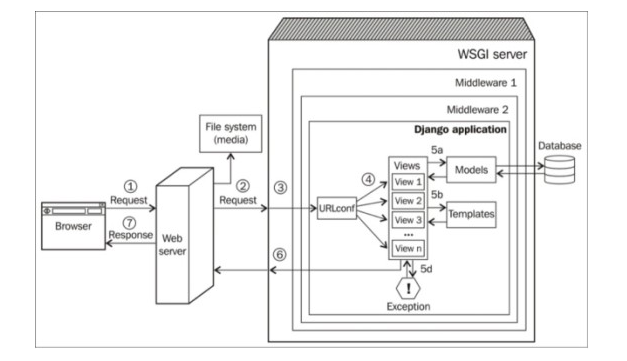 WSGI server
Middleware 1
Middleware 2
Django application
File system
(media)
Database
5a
Views
Models
①
Request
②
Request
③
④
View 1
View 2
5b
URLconf
View 3
Templates
...
View n
Browser
⑦
Response
Web
server
⑥
5d
!
Exception